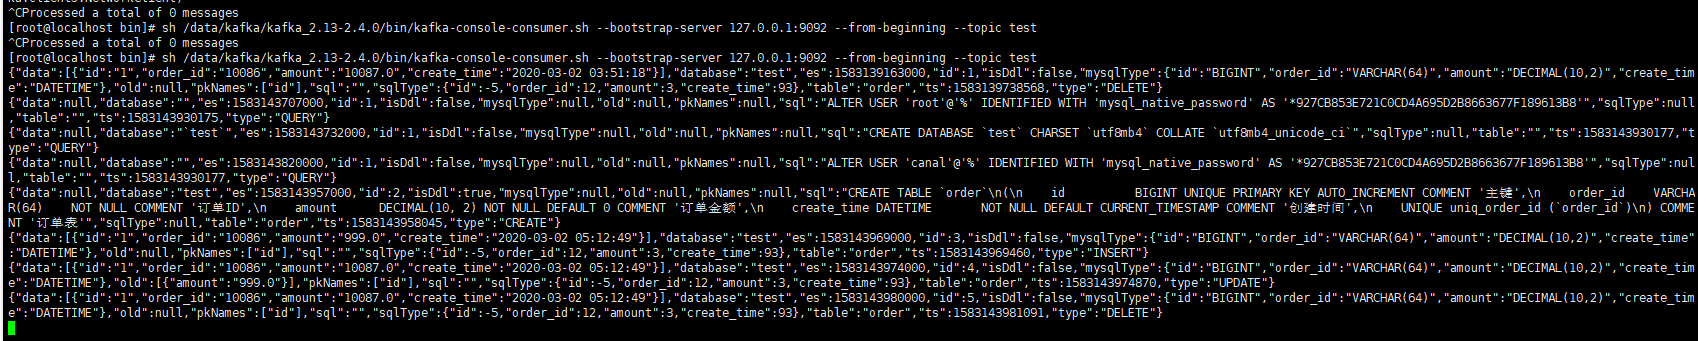 ^CProcessed a total of 0 messages
[root@localhost bin]# sh /data/kafka/kafka_2.13-2.4.0/bin/kafka-console-consumer.sh --bootstrap-server 127.0.0.1:9092 --from-beginning --topic test
^CProcessed a total of 0 messages
[root@localhost bin]# sh /data/kafka/kafka_2.13-2.4.0/bin/kafka-console-consumer.sh --bootstrap-server 127.0.0.1:9092 --from-beginning --topic test
{"data":[{"id":"1","order_id":"10086","amount":"10087.0","create_time":"2020-03-02 03:51:18"}],"database":"test","es":1583139163000,"id":1,"isDdl":false,"mysqlType":{"id":"BIGINT","order_id":"VARCHAR(64)","amount":"DECIMAL(10,2)","create_tim
e":"DATETIME"},"old":null,"pkNames":["id"],"sql":"","sqlType":{"id":-5,"order_id":12,"amount":3,"create_time":93},"table":"order","ts":1583139738568,"type":"DELETE"}
{"data":null,"database":"","es":1583143707000,"id":1,"isDdl":false,"mysqlType":null,"old":null,"pkNames":null,"sql":"ALTER USER 'root'@'%' IDENTIFIED WITH 'mysql_native_password' AS '*927CB853E721C0CD4A695D2B8663677F189613B8'","sqlType":null
,"table":"","ts":1583143930175,"type":"QUERY"}
{"data":null,"database":"`test`","es":1583143732000,"id":1,"isDdl":false,"mysqlType":null,"old":null,"pkNames":null,"sql":"CREATE DATABASE `test` CHARSET `utf8mb4` COLLATE `utf8mb4_unicode_ci`","sqlType":null,"table":"","ts":1583143930177,"t
ype":"QUERY"}
{"data":null,"database":"","es":1583143820000,"id":1,"isDdl":false,"mysqlType":null,"old":null,"pkNames":null,"sql":"ALTER USER 'canal'@'%' IDENTIFIED WITH 'mysql_native_password' AS '*927CB853E721C0CD4A695D2B8663677F189613B8'","sqlType":nul
l,"table":"","ts":1583143930177,"type":"QUERY"}
{"data":null,"database":"test","es":1583143957000,"id":2,"isDdl":true,"mysqlType":null,"old":null,"pkNames":null,"sql":"CREATE TABLE `order`\n(\n    id          BIGINT UNIQUE PRIMARY KEY AUTO_INCREMENT COMMENT '主键',\n    order_id    VARCHA
R(64)    NOT NULL COMMENT '订单ID',\n    amount      DECIMAL(10, 2) NOT NULL DEFAULT 0 COMMENT '订单金额',\n    create_time DATETIME       NOT NULL DEFAULT CURRENT_TIMESTAMP COMMENT '创建时间',\n    UNIQUE uniq_order_id (`order_id`)\n) COMME
NT '订单表'","sqlType":null,"table":"order","ts":1583143958045,"type":"CREATE"}
{"data":[{"id":"1","order_id":"10086","amount":"999.0","create_time":"2020-03-02 05:12:49"}],"database":"test","es":1583143969000,"id":3,"isDdl":false,"mysqlType":{"id":"BIGINT","order_id":"VARCHAR(64)","amount":"DECIMAL(10,2)","create_time"
:"DATETIME"},"old":null,"pkNames":["id"],"sql":"","sqlType":{"id":-5,"order_id":12,"amount":3,"create_time":93},"table":"order","ts":1583143969460,"type":"INSERT"}
{"data":[{"id":"1","order_id":"10086","amount":"10087.0","create_time":"2020-03-02 05:12:49"}],"database":"test","es":1583143974000,"id":4,"isDdl":false,"mysqlType":{"id":"BIGINT","order_id":"VARCHAR(64)","amount":"DECIMAL(10,2)","create_tim
e":"DATETIME"},"old":[{"amount":"999.0"}],"pkNames":["id"],"sql":"","sqlType":{"id":-5,"order_id":12,"amount":3,"create_time":93},"table":"order","ts":1583143974870,"type":"UPDATE"}
{"data":[{"id":"1","order_id":"10086","amount":"10087.0","create_time":"2020-03-02 05:12:49"}],"database":"test","es":1583143980000,"id":5,"isDdl":false,"mysqlType":{"id":"BIGINT","order_id":"VARCHAR(64)","amount":"DECIMAL(10,2)","create_tim
e":"DATETIME"},"old":null,"pkNames":["id"],"sql":"","sqlType":{"id":-5,"order_id":12,"amount":3,"create_time":93},"table":"order","ts":1583143981091,"type":"DELETE"}